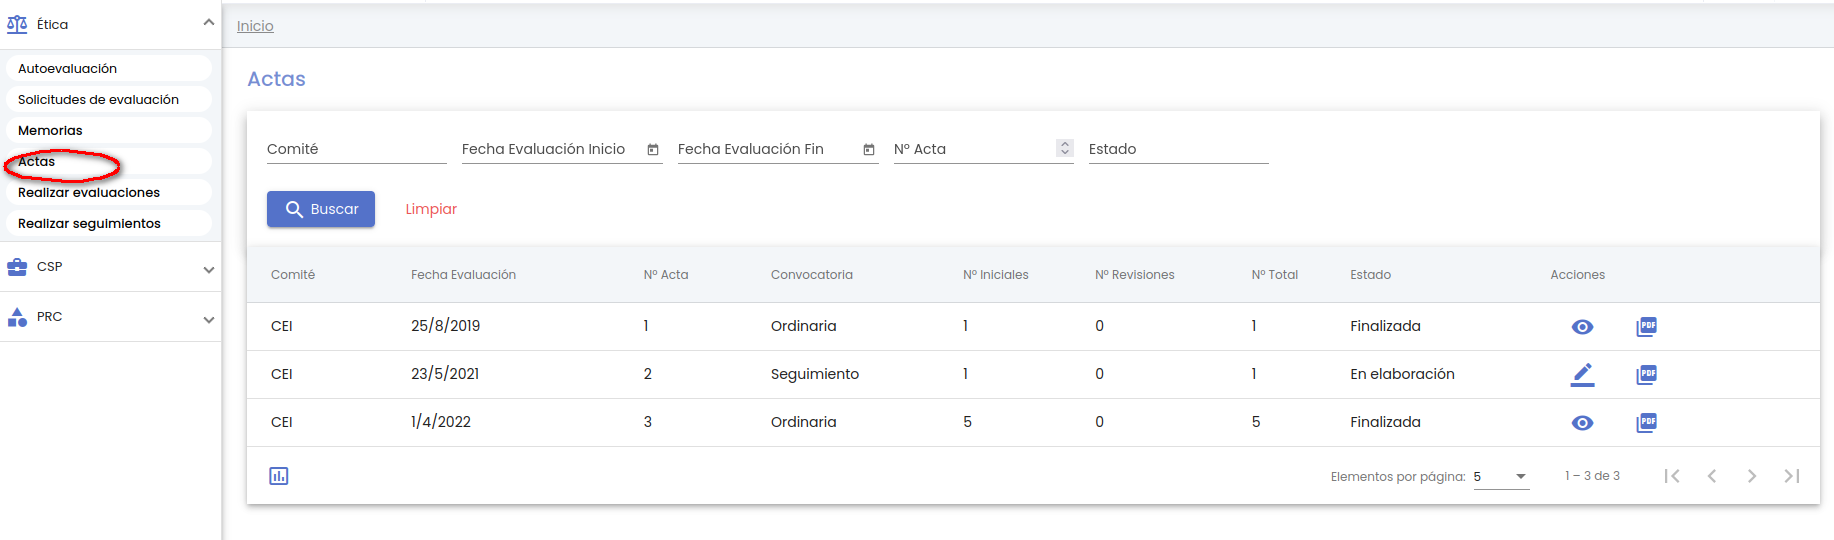 Ética
Autoevaluación
Solicitudes de evaluación
Memorias
Actas
Realizar evaluaciones
Realizar seguimientos
CSP
PRC
Inicio
Actas
Comité Fecha Evaluación Inicio Fecha Evaluación Fin Nº Acta Estado
Buscar Limpiar
Comité Fecha Evaluación Nº Acta Convocatoria Nº Iniciales Nº Revisiones Nº Total Estado Acciones
CEI 25/8/2019 1 Ordinaria 1 0 1 Finalizada PDF
CEI 23/5/2021 2 Seguimiento 1 0 1 En elaboración PDF
CEI 1/4/2022 3 Ordinaria 5 0 5 Finalizada PDF
Elementos por página: 5 1 – 3 de 3